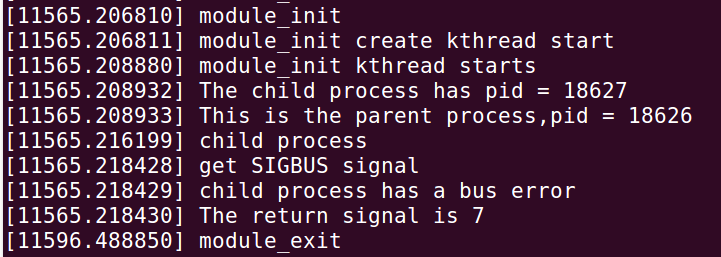 [11565.206810] module_init
[11565.206811] module_init create kthread start
[11565.208880] module_init kthread starts
[11565.208932] The child process has pid = 18627
[11565.208933] This is the parent process,pid = 18626
[11565.216199] child process
[11565.218428] get SIGBUS signal
[11565.218429] child process has a bus error
[11565.218430] The return signal is 7
[11596.488850] module_exit